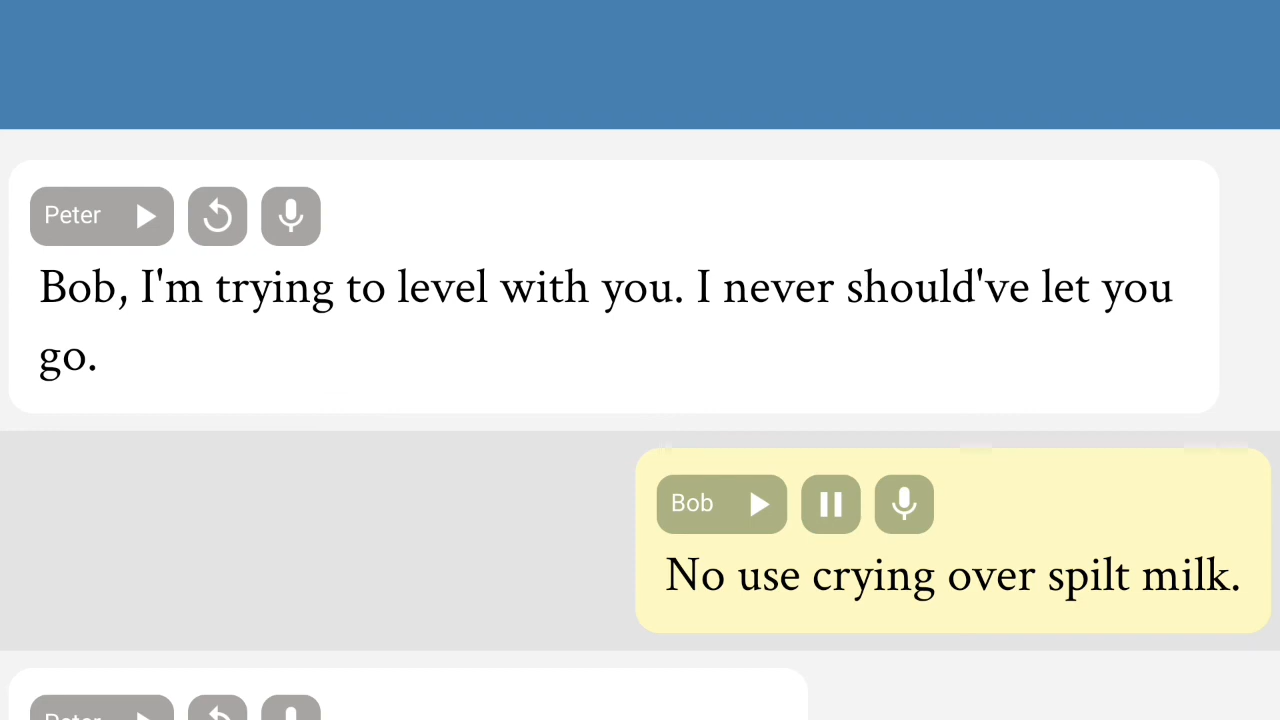 Peter
Bob, I'm trying to level with you. I never should've let you
go.
Bob
No use crying over spilt milk.
Peter